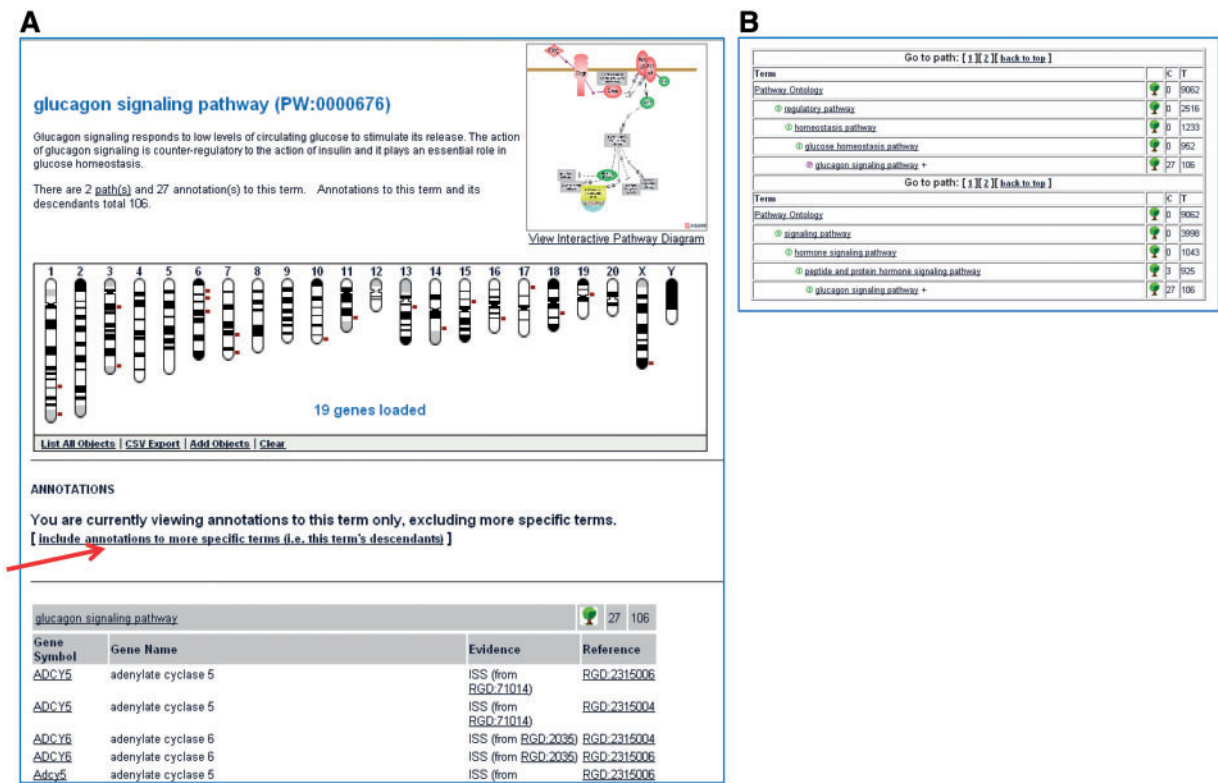 A
glucagon signaling pathway (PW:0000676)
Glucagon signaling responds to low levels of circulating glucose to stimulate its release. The action
of glucagon signaling is counter-regulatory to the action of insulin and it plays an essential role in
glucose homeostasis.
There are 2 path(s) and 27 annotation(s) to this term. Annotations to this term and its
descendants total 106.
View Interactive Pathway Diagram
1 2 3 4 5 6 7 8 9 10 11 12 13 14 15 16 17 18 19 20 X Y
19 genes loaded
List All Objects | CSV Export | Add Objects | Clear
ANNOTATIONS
You are currently viewing annotations to this term only, excluding more specific terms.
[ include annotations to more specific terms (i.e. this term's descendants) ]
glucagon signaling pathway 27 106
Gene Symbol Gene Name Evidence Reference
ADCY5 adenylate cyclase 5 ISS (from RGD:71014) RGD:2315006
ADCY5 adenylate cyclase 5 ISS (from RGD:71014) RGD:2315004
ADCY6 adenylate cyclase 6 ISS (from RGD:2035) RGD:2315004
ADCY6 adenylate cyclase 6 ISS (from RGD:2035) RGD:2315006
Adcy5 adenylate cyclase 5 ISS (from RGD:2315006
B
Go to path: [ 1 ][ 2 ][ back to top ]
Term C T
Pathway Ontology 0 9062
regulatory pathway 0 2516
homeostasis pathway 0 1233
glucose homeostasis pathway 0 952
glucagon signaling pathway + 27 106
Go to path: [ 1 ][ 2 ][ back to top ]
Term C T
Pathway Ontology 0 9062
signaling pathway 0 3998
hormone signaling pathway 0 1043
peptide and protein hormone signaling pathway 3 925
glucagon signaling pathway + 27 106